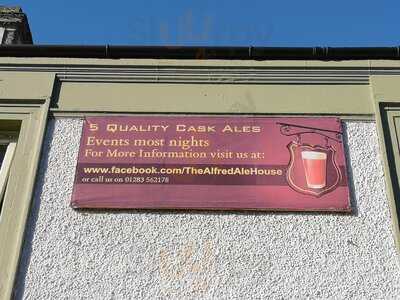 5 Quality Cask Ales
Events most nights
For More Information visit us at:
www.facebook.com/TheAlfredAleHouse
or call us on 01283 562178